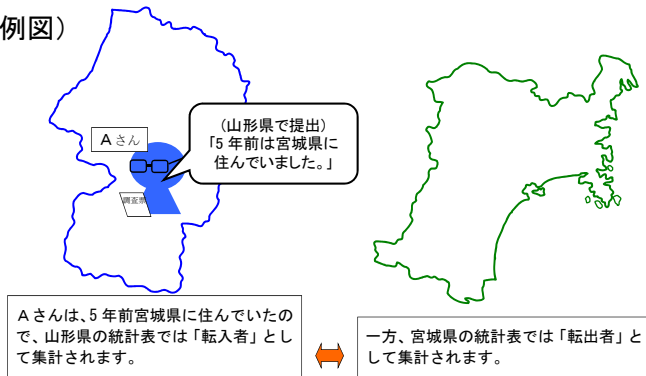 例図）
Ａさん
（山形県で提出）
「5 年前は宮城県に
住んでいました。」
調査票
Ａさんは、5 年前宮城県に住んでいたの
で、山形県の統計表では「転入者」とし
て集計されます。
一方、宮城県の統計表では「転出者」と
して集計されます。